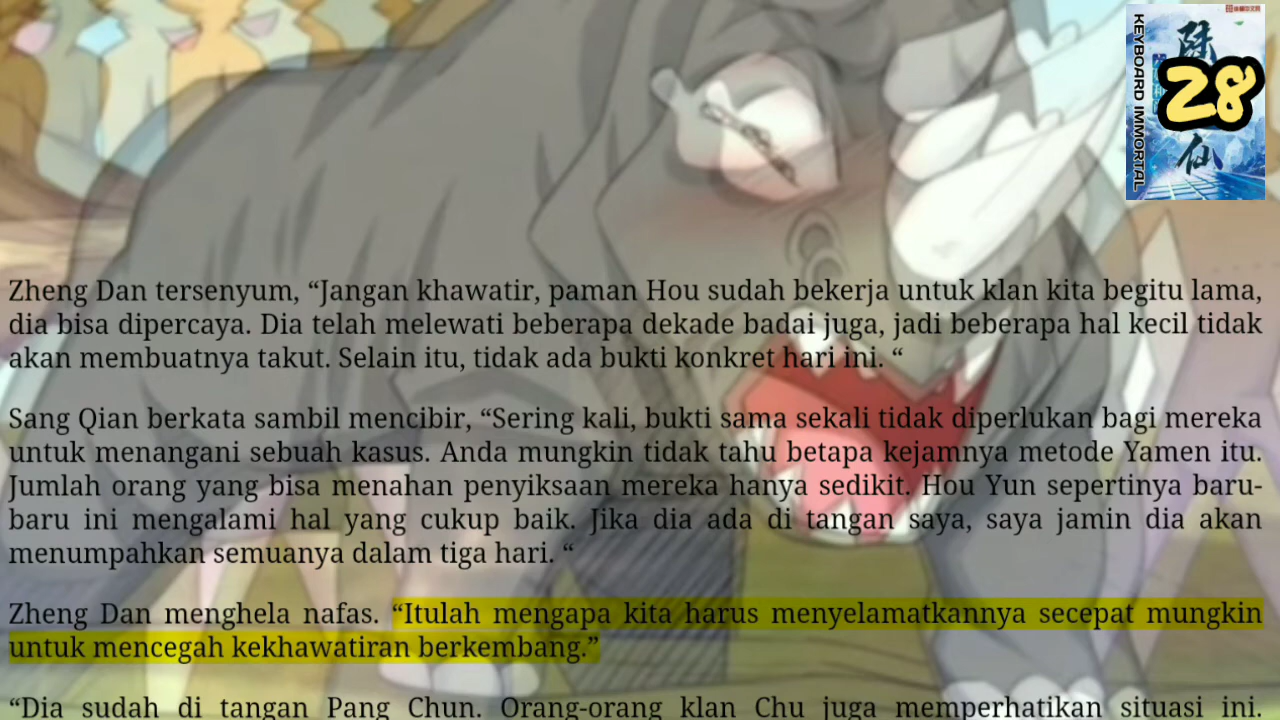 KEYBOARD IMMORTAL
陆
仙
28
Zheng Dan tersenyum, “Jangan khawatir, paman Hou sudah bekerja untuk klan kita begitu lama,
dia bisa dipercaya. Dia telah melewati beberapa dekade badai juga, jadi beberapa hal kecil tidak
akan membuatnya takut. Selain itu, tidak ada bukti konkret hari ini. “
Sang Qian berkata sambil mencibir, “Sering kali, bukti sama sekali tidak diperlukan bagi mereka
untuk menangani sebuah kasus. Anda mungkin tidak tahu betapa kejamnya metode Yamen itu.
Jumlah orang yang bisa menahan penyiksaan mereka hanya sedikit. Hou Yun sepertinya baru-
baru ini mengalami hal yang cukup baik. Jika dia ada di tangan saya, saya jamin dia akan
menumpahkan semuanya dalam tiga hari. “
Zheng Dan menghela nafas. “Itulah mengapa kita harus menyelamatkannya secepat mungkin
untuk mencegah kekhawatiran berkembang.”
“Dia sudah di tangan Pang Chun. Orang-orang klan Chu juga memperhatikan situasi ini.